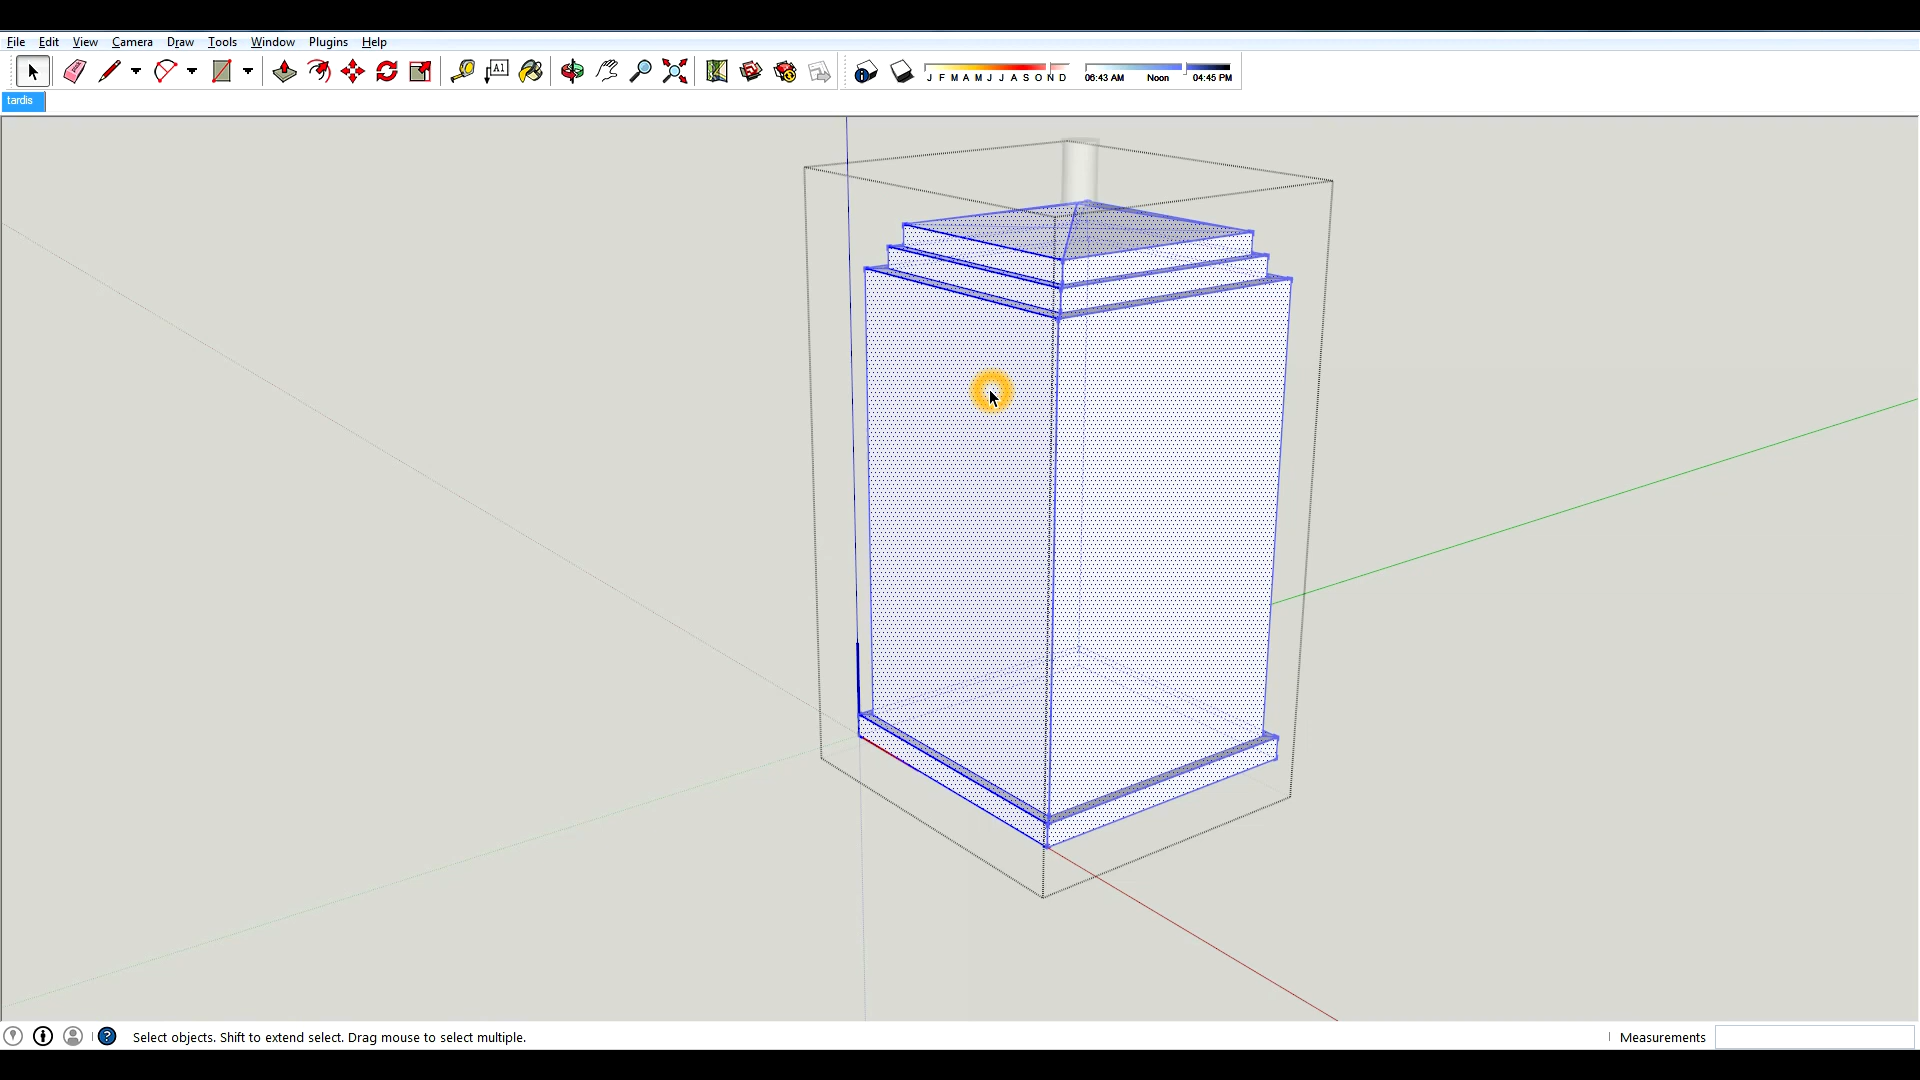 File Edit View Camera Draw Tools Window Plugins Help
A1
J F M A M J J A S O N D
06:43 AM Noon 04:45 PM
tardis
? Select objects. Shift to extend select. Drag mouse to select multiple.
Measurements